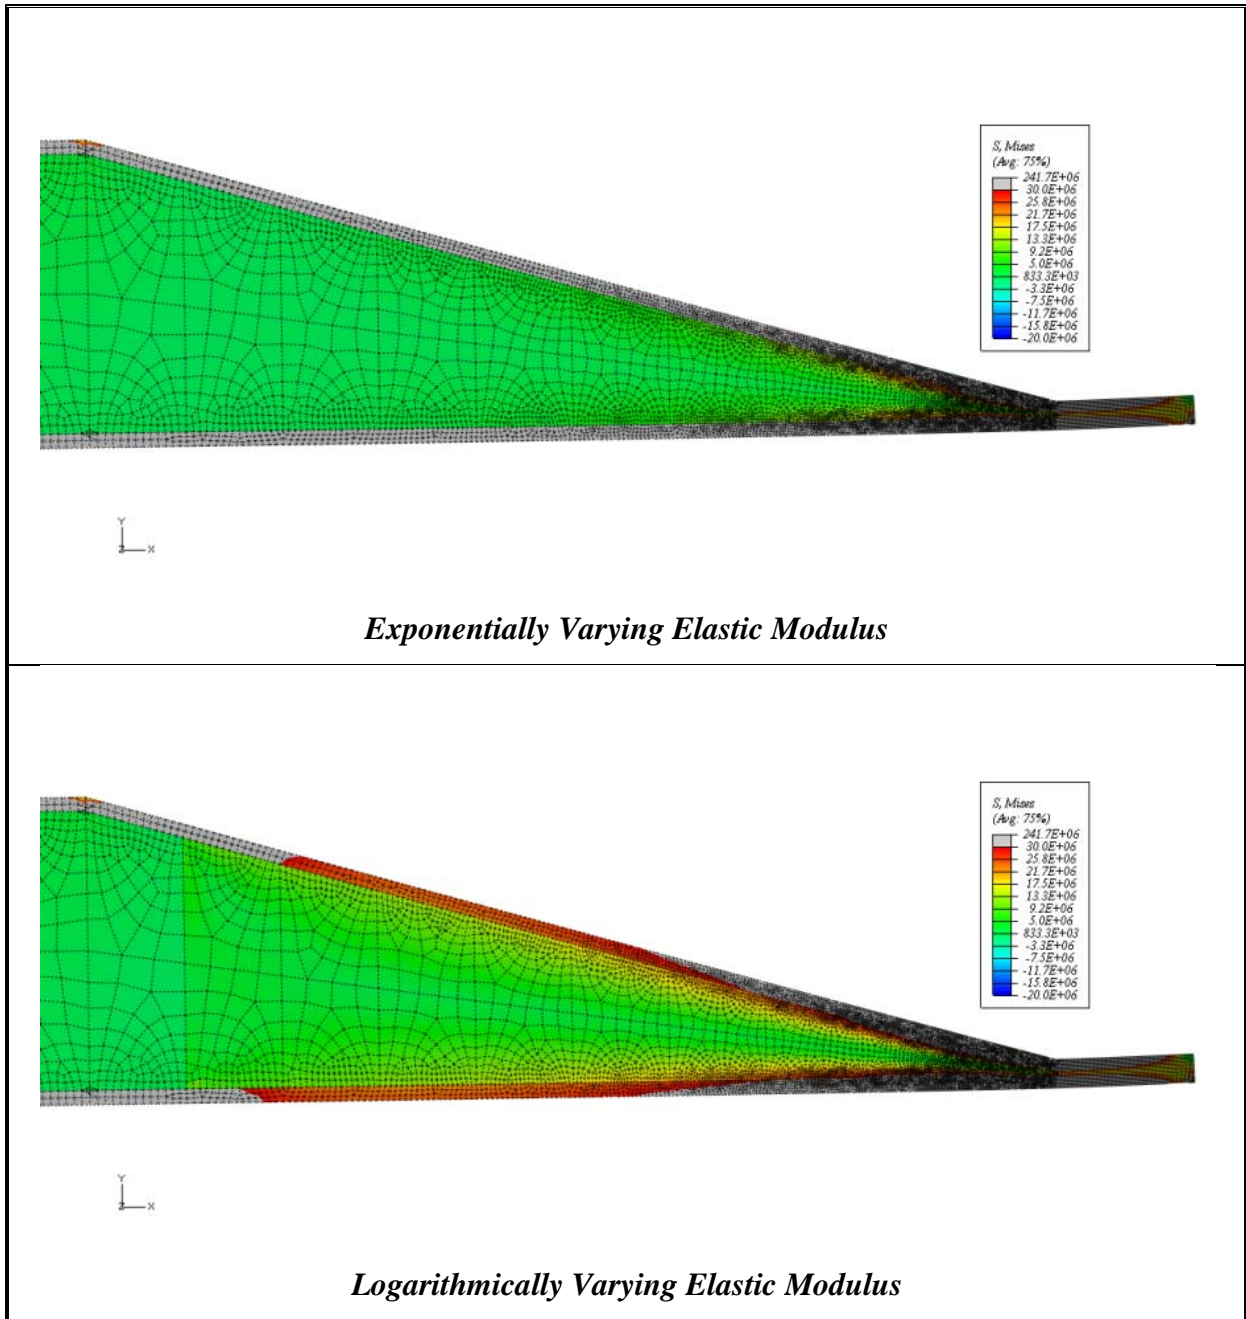 S, Mises
(Avg: 75%)
241.7E+06
30.0E+06
25.8E+06
21.7E+06
17.5E+06
13.3E+06
9.2E+06
5.0E+06
833.3E+03
-3.3E+06
-7.5E+06
-11.7E+06
-15.8E+06
-20.0E+06
Y
Z X
Exponentially Varying Elastic Modulus
S, Mises
(Avg: 75%)
241.7E+06
30.0E+06
25.8E+06
21.7E+06
17.5E+06
13.3E+06
9.2E+06
5.0E+06
833.3E+03
-3.3E+06
-7.5E+06
-11.7E+06
-15.8E+06
-20.0E+06
Y
Z X
Logarithmically Varying Elastic Modulus